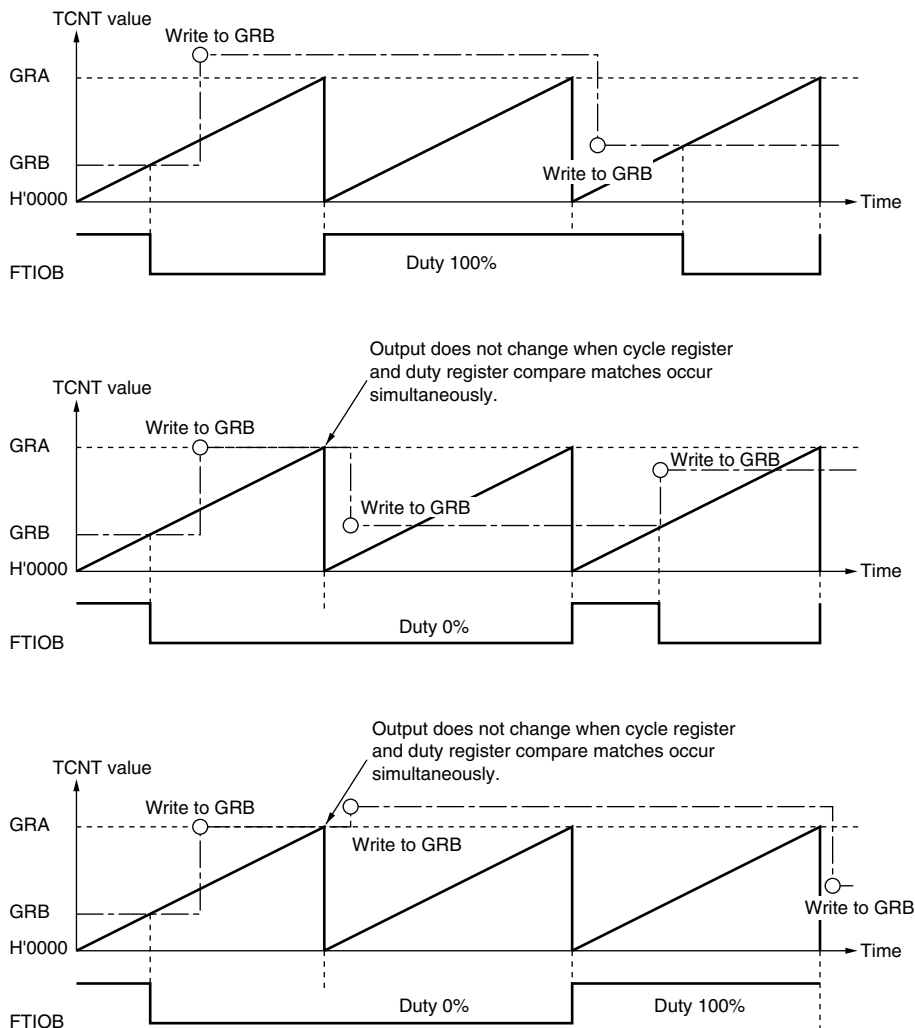 TCNT value
Write to GRB
GRA
GRB
Write to GRB
H'0000
Time
Duty 100%
FTIOB
Output does not change when cycle register
and duty register compare matches occur
simultaneously.
TCNT value
Write to GRB
GRA
Write to GRB
Write to GRB
GRB
H'0000
Time
Duty 0%
FTIOB
Output does not change when cycle register
and duty register compare matches occur
simultaneously.
TCNT value
Write to GRB
GRA
Write to GRB
GRB
Write to GRB
H'0000
Time
Duty 0%
Duty 100%
FTIOB